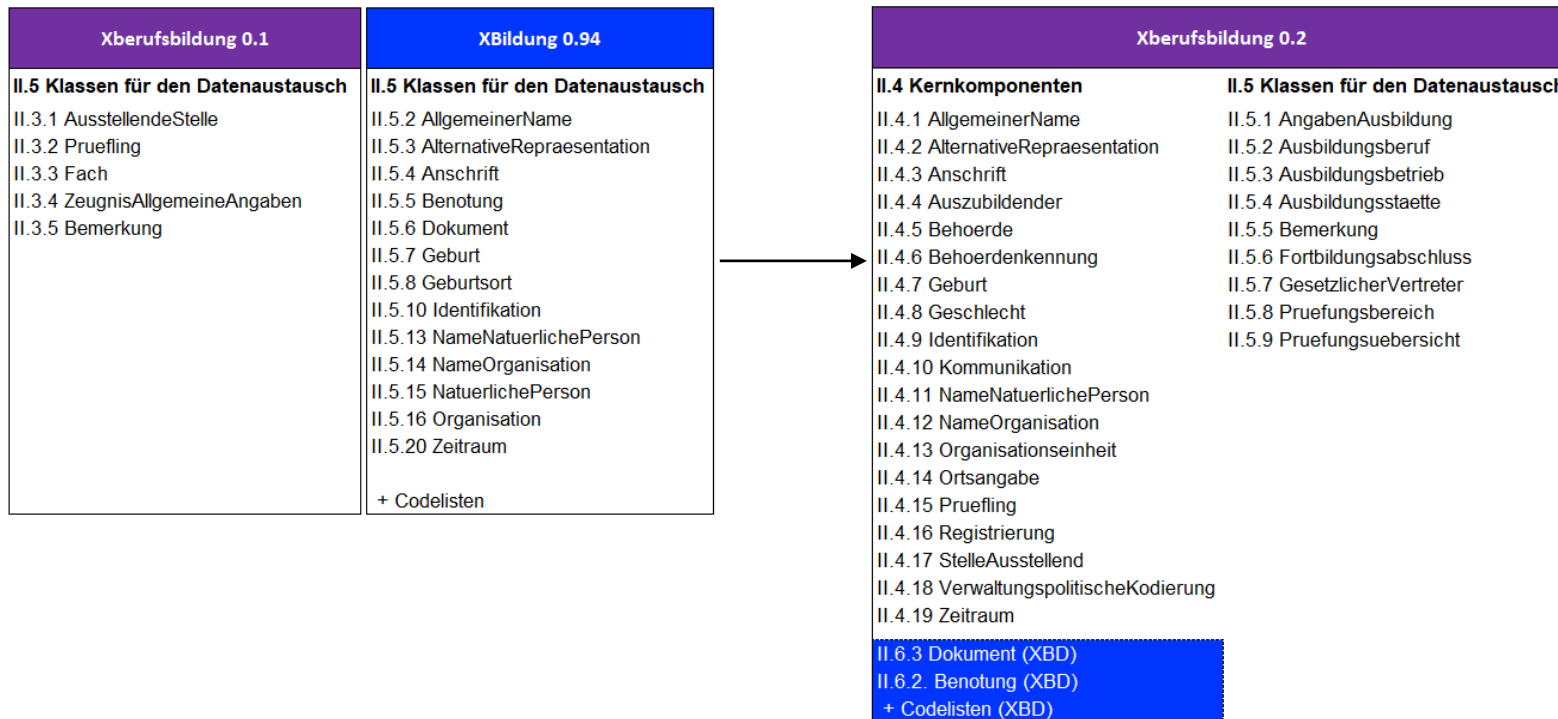 Xberufsbildung 0.1
II.5 Klassen für den Datenaustausch
II.3.1 AusstellendeStelle
II.3.2 Pruefling
II.3.3 Fach
II.3.4 ZeugnisAllgemeineAngaben
II.3.5 Bemerkung
XBildung 0.94
II.5 Klassen für den Datenaustausch
II.5.2 AllgemeinerName
II.5.3 AlternativeRepraesentation
II.5.4 Anschrift
II.5.5 Benotung
II.5.6 Dokument
II.5.7 Geburt
II.5.8 Geburtsort
II.5.10 Identifikation
II.5.13 NameNatuerlichePerson
II.5.14 NameOrganisation
II.5.15 NatuerlichePerson
II.5.16 Organisation
II.5.20 Zeitraum
+ Codelisten
Xberufsbildung 0.2
II.4 Kernkomponenten
II.4.1 AllgemeinerName
II.4.2 AlternativeRepraesentation
II.4.3 Anschrift
II.4.4 Auszubildender
II.4.5 Behoerde
II.4.6 Behoerdenkennung
II.4.7 Geburt
II.4.8 Geschlecht
II.4.9 Identifikation
II.4.10 Kommunikation
II.4.11 NameNatuerlichePerson
II.4.12 NameOrganisation
II.4.13 Organisationseinheit
II.4.14 Ortsangabe
II.4.15 Pruefling
II.4.16 Registrierung
II.4.17 StelleAusstellend
II.4.18 VerwaltungspolitischeKodierung
II.4.19 Zeitraum
II.6.3 Dokument (XBD)
II.6.2. Benotung (XBD)
+ Codelisten (XBD)
II.5 Klassen für den Datenaustausch
II.5.1 AngabenAusbildung
II.5.2 Ausbildungsberuf
II.5.3 Ausbildungsbetrieb
II.5.4 Ausbildungsstaette
II.5.5 Bemerkung
II.5.6 Fortbildungsabschluss
II.5.7 GesetzlicherVertreter
II.5.8 Pruefungsbereich
II.5.9 Pruefungsuebersicht